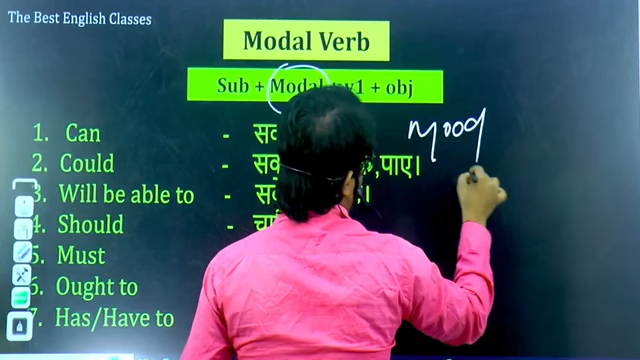 The Best English Classes
Modal Verb
Sub + Modal +v1 + obj
1. Can -
2. Could - पाए।
3. Will be able to -
4. Should -
5. Must
6. Ought to
7. Has/Have to